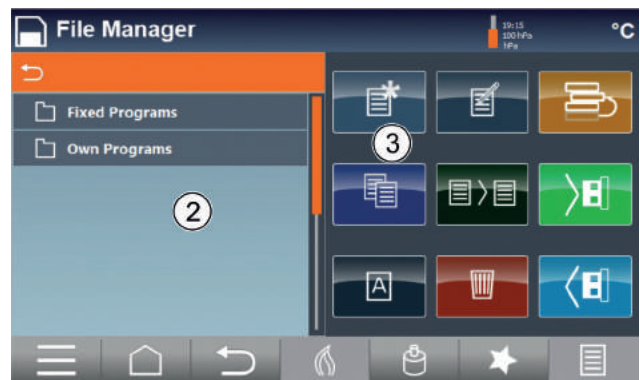 File Manager
19:15
100 hPa
hPa
°C
Fixed Programs
Own Programs
2
3
A